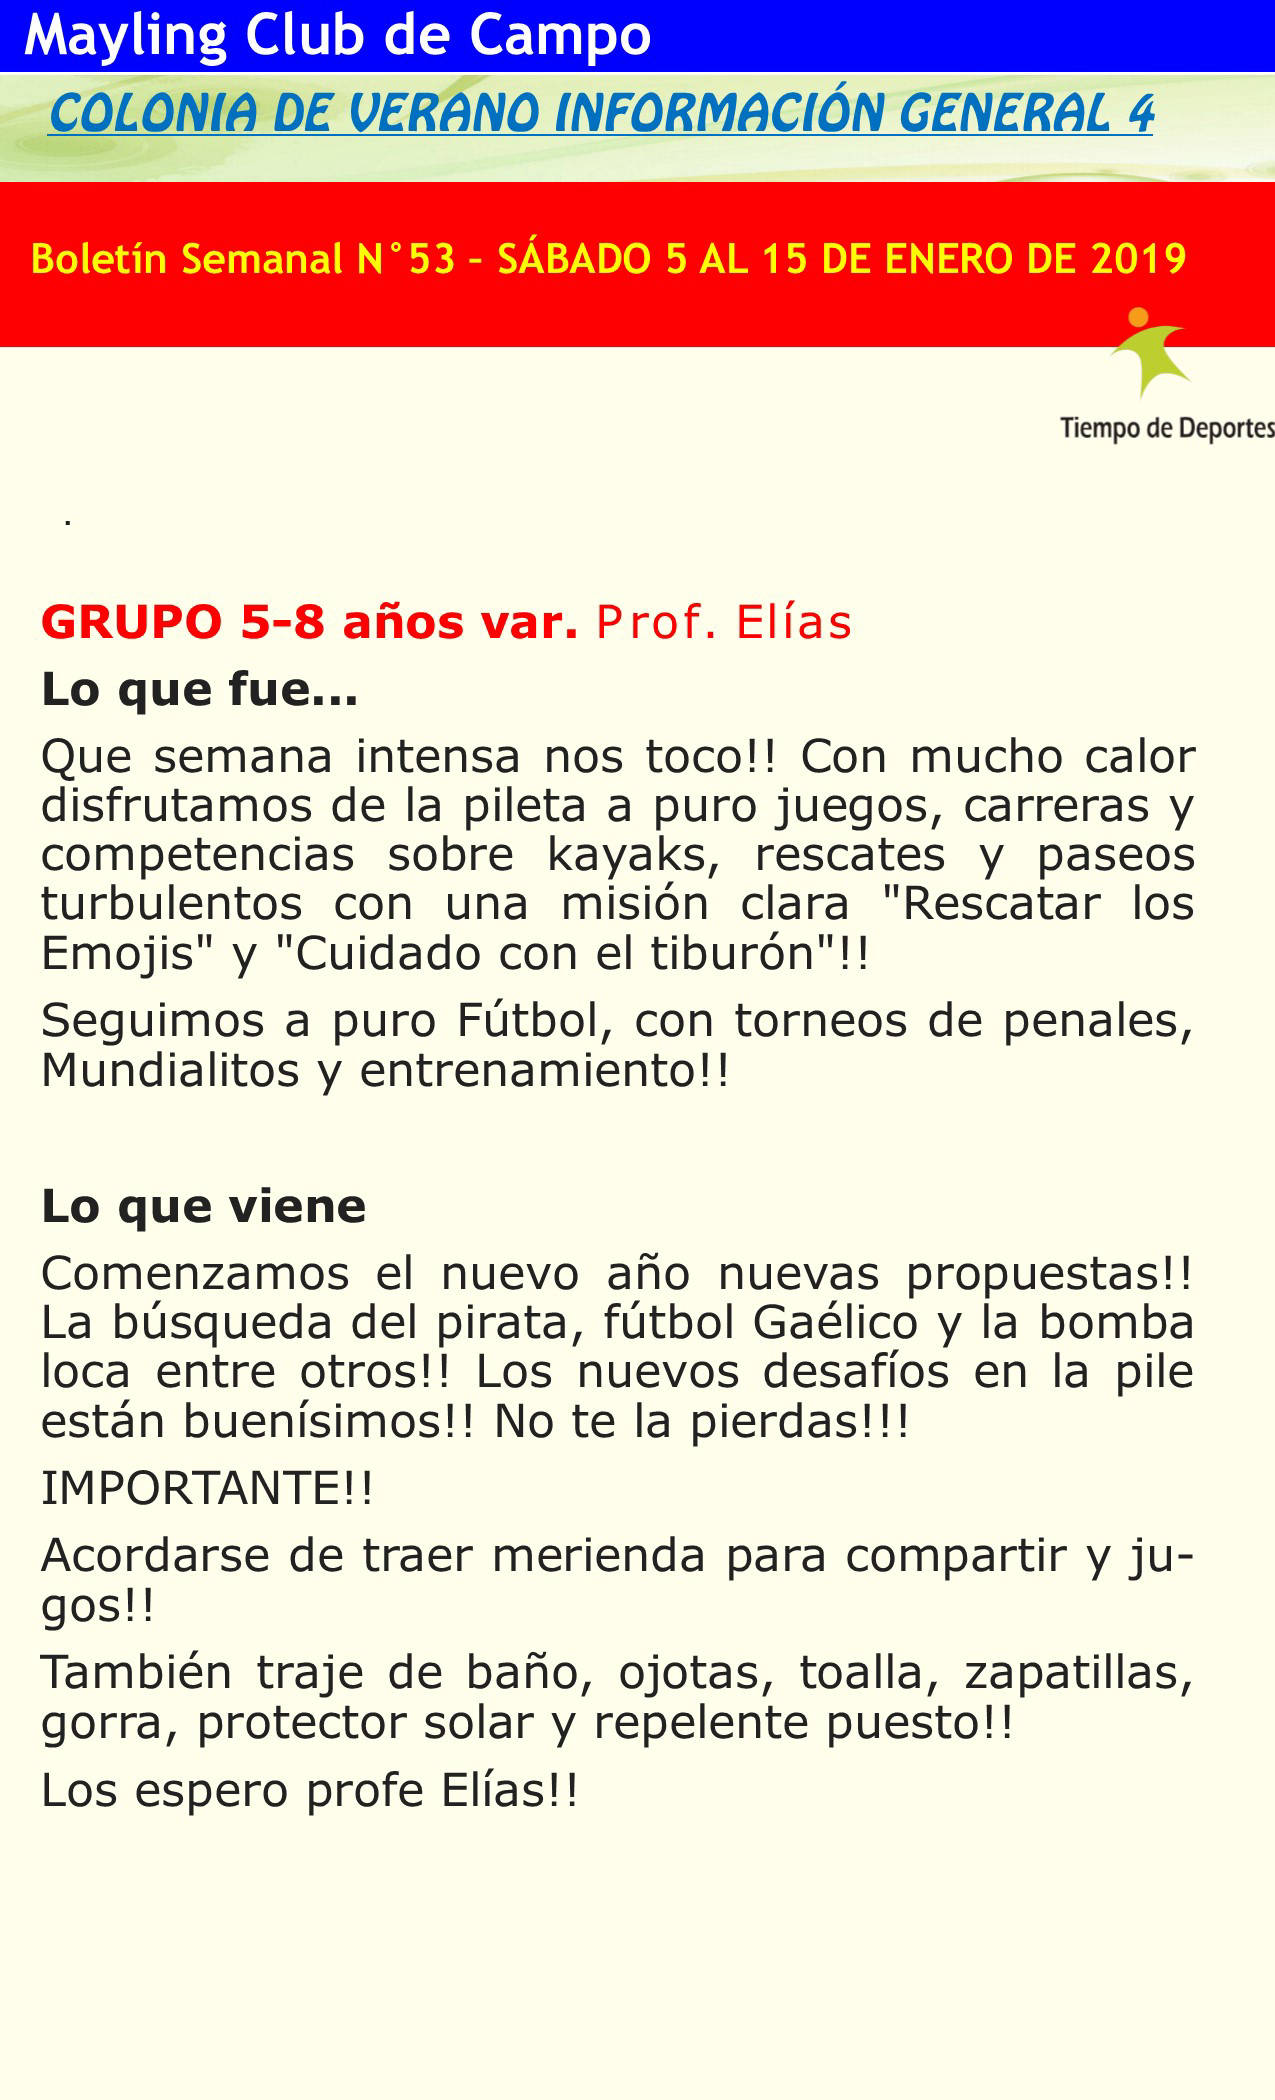 Mayling Club de Campo
COLONIA DE VERANO INFORMACIÓN GENERAL 4
Boletín Semanal N°53 – SÁBADO 5 AL 15 DE ENERO DE 2019
Tiempo de Deportes
.
GRUPO 5-8 años var. Prof. Elías
Lo que fue...
Que semana intensa nos toco!! Con mucho calor
disfrutamos de la pileta a puro juegos, carreras y
competencias sobre kayaks, rescates y paseos
turbulentos con una misión clara "Rescatar los
Emojis" y "Cuidado con el tiburón"!!
Seguimos a puro Fútbol, con torneos de penales,
Mundialitos y entrenamiento!!
Lo que viene
Comenzamos el nuevo año nuevas propuestas!!
La búsqueda del pirata, fútbol Gaélico y la bomba
loca entre otros!! Los nuevos desafíos en la pile
están buenísimos!! No te la pierdas!!!
IMPORTANTE!!
Acordarse de traer merienda para compartir y ju-
gos!!
También traje de baño, ojotas, toalla, zapatillas,
gorra, protector solar y repelente puesto!!
Los espero profe Elías!!